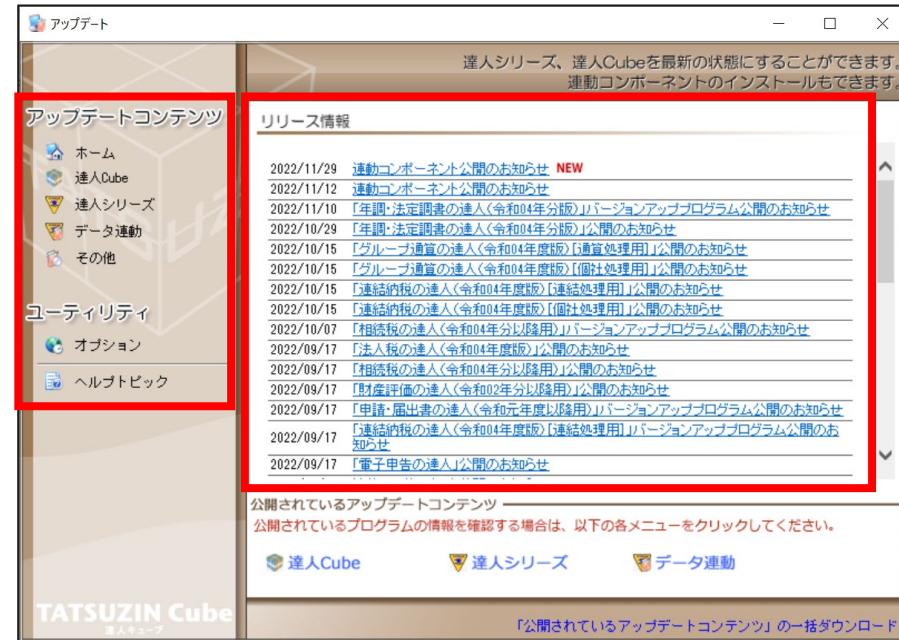 アップデート
達人シリーズ、達人Cubeを最新の状態にすることができます。
連動コンポーネントのインストールもできます。
アップデートコンテンツ
ホーム
達人Cube
達人シリーズ
データ連動
その他
ユーティリティ
オプション
ヘルプトピック
リリース情報
2022/11/29 連動コンポーネント公開のお知らせ NEW
2022/11/12 連動コンポーネント公開のお知らせ
2022/11/10 「年調・法定調書の達人(令和04年分版)」バージョンアッププログラム公開のお知らせ
2022/10/29 「年調・法定調書の達人(令和04年分版)」公開のお知らせ
2022/10/15 「グループ通算の達人(令和04年度版)[通算処理用]」公開のお知らせ
2022/10/15 「グループ通算の達人(令和04年度版)[個社処理用]」公開のお知らせ
2022/10/15 「連結納税の達人(令和04年度版)[連結処理用]」公開のお知らせ
2022/10/15 「連結納税の達人(令和04年度版)[個社処理用]」公開のお知らせ
2022/10/07 「相続税の達人(令和04年分以降用)」バージョンアッププログラム公開のお知らせ
2022/09/17 「法人税の達人(令和04年度版)」公開のお知らせ
2022/09/17 「相続税の達人(令和04年分以降用)」公開のお知らせ
2022/09/17 「財産評価の達人(令和02年分以降用)」公開のお知らせ
2022/09/17 「申請・届出書の達人(令和元年度以降用)」バージョンアッププログラム公開のお知らせ
2022/09/17 「連結納税の達人(令和04年度版)[連結処理用]」バージョンアッププログラム公開のお
知らせ
2022/09/17 「電子申告の達人」公開のお知らせ
公開されているアップデートコンテンツ
公開されているプログラムの情報を確認する場合は、以下の各メニューをクリックしてください。
達人Cube 達人シリーズ データ連動
TATSUZIN Cube
達人キューブ
「公開されているアップデートコンテンツ」の一括ダウンロード